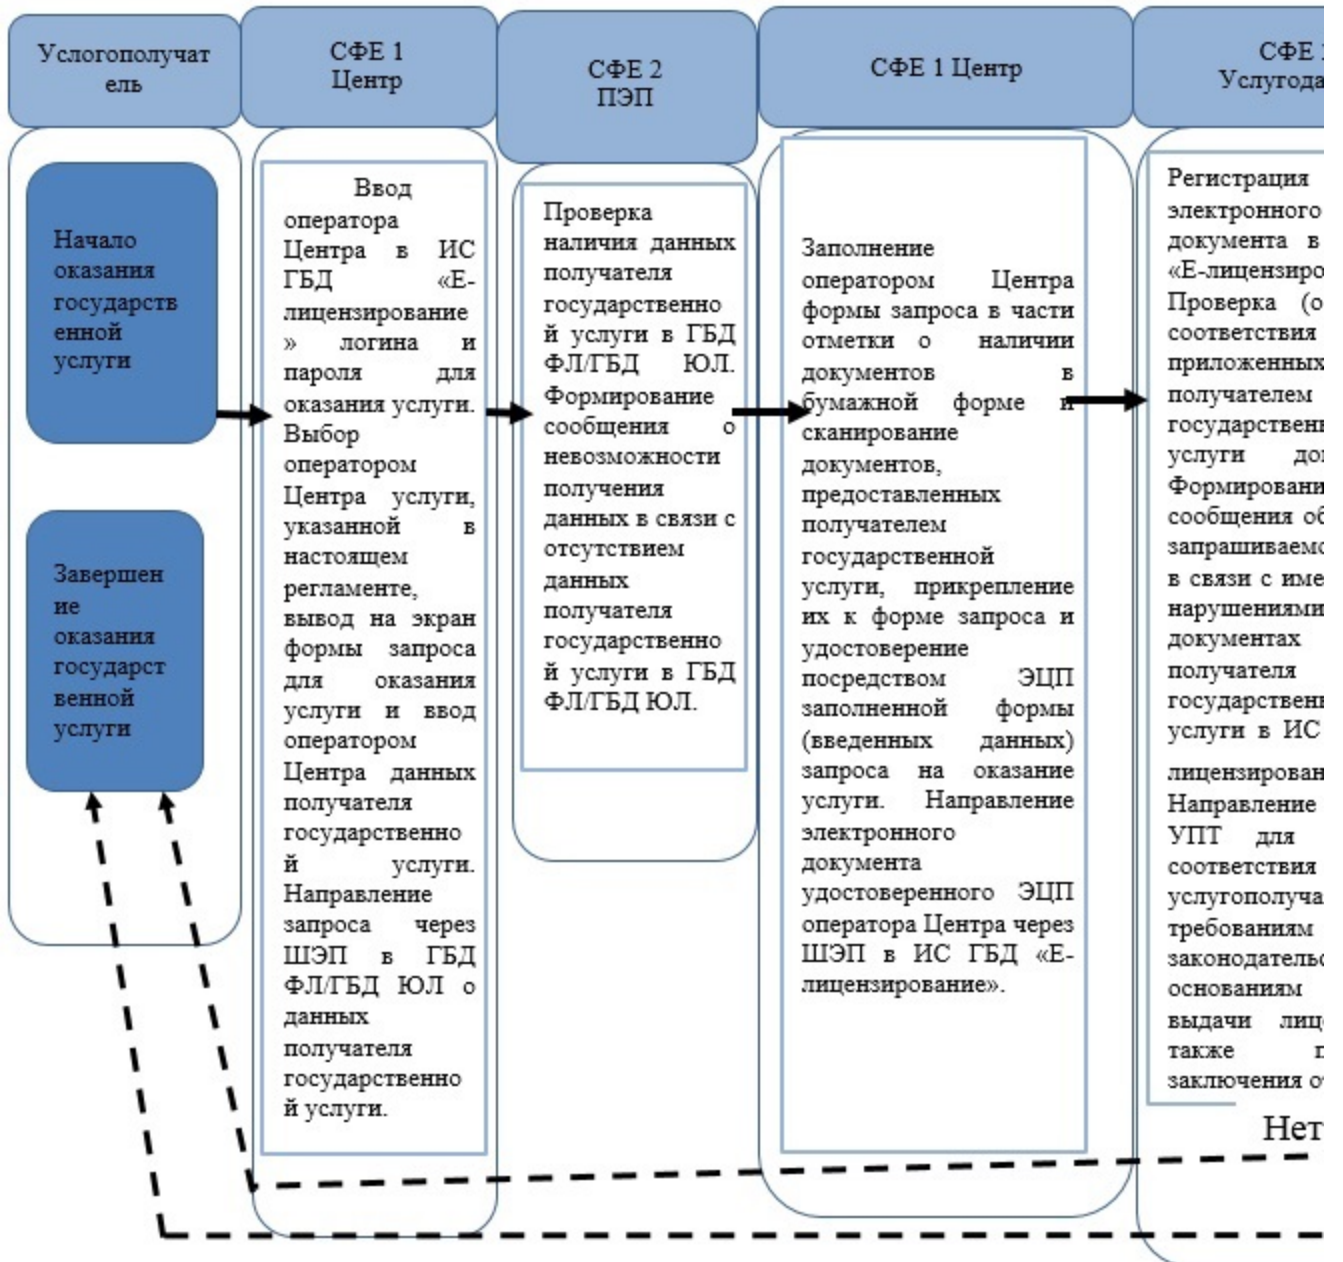 Услогополучат
ель
СФЕ 1
Центр
СФЕ 2
ПЭП
СФЕ 1 Центр
СФЕ
Начало
оказания
государств
енной
услуги
Завершен
ие
оказания
государст
венной
услуги
Ввод
оператора
Центра в ИС
ГБД «Е-
лицензирование
» логина и
пароля для
оказания услуги.
Выбор
оператором
Центра услуги,
указанной в
настоящем
регламенте,
вывод на экран
формы запроса
для оказания
услуги и ввод
оператором
Центра данных
получателя
государственно
й услуги.
Направление
запроса через
ШЭП в ГБД
ФЛ/ГБД ЮЛ о
данных
получателя
государственно
й услуги.
Проверка
наличия данных
получателя
государственно
й услуги в ГБД
ФЛ/ГБД ЮЛ.
Формирование
сообщения о
невозможности
получения
данных в связи с
отсутствием
данных
получателя
государственно
й услуги в ГБД
ФЛ/ГБД ЮЛ.
Заполнение
оператором Центра
формы запроса в части
отметки о наличии
документов в
бумажной форме и
сканирование
документов,
предоставленных
получателем
государственной
услуги, прикрепление
их к форме запроса и
удостоверение
посредством ЭЦП
заполненной формы
(введенных данных)
запроса на оказание
услуги. Направление
электронного
документа
удостоверенного ЭЦП
оператора Центра через
ШЭП в ИС ГБД «Е-
лицензирование».
Регистрация
электронного
документа в
Проверка
соответствия
приложенных
получателем
услуги
сообщения
в связи с
нарушениями
документах
получателя
услуги в ИС
Направление
УПТ для
соответствия
требованиям
основаниям
выдачи
также
заключения
Нет